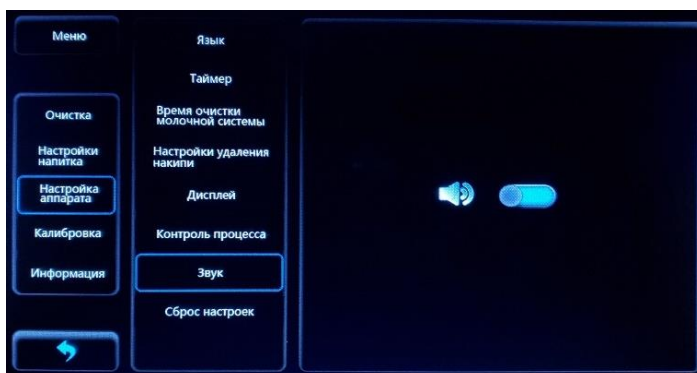 Меню
Очистка
Настройки
напитка
Настройка
аппарата
Калибровка
Информация
Язык
Таймер
Время очистки
молочной системы
Настройки удаления
накипи
Дисплей
Контроль процесса
Звук
Сброс настроек